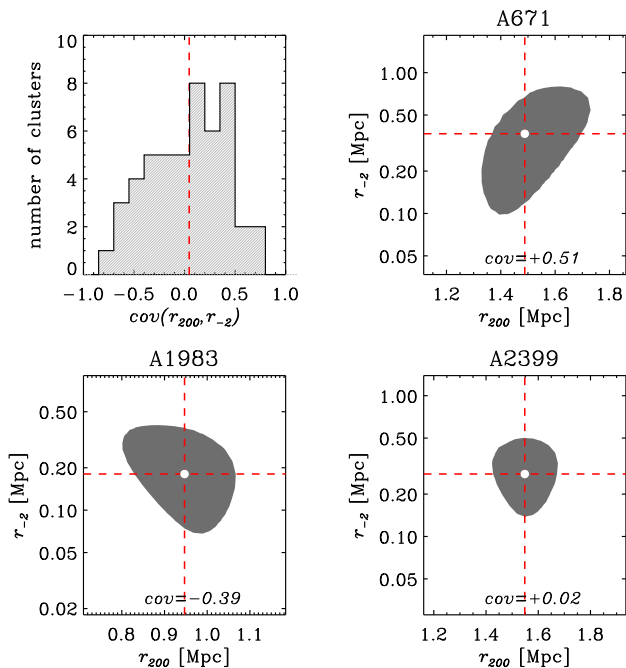 A671
10
8
6
4
2
0
number of clusters
-1.0 -0.5 0.0 0.5 1.0
cov(r200,r-2)
1.00
0.50
0.10
0.05
r-2 [Mpc]
cov=+0.51
1.2 1.4 1.6 1.8
r200 [Mpc]
A1983
0.50
0.20
0.10
0.05
0.02
r-2 [Mpc]
cov=-0.39
0.8 0.9 1.0 1.1
r200 [Mpc]
A2399
1.00
0.50
0.10
0.05
r-2 [Mpc]
cov=+0.02
1.2 1.4 1.6 1.8
r200 [Mpc]